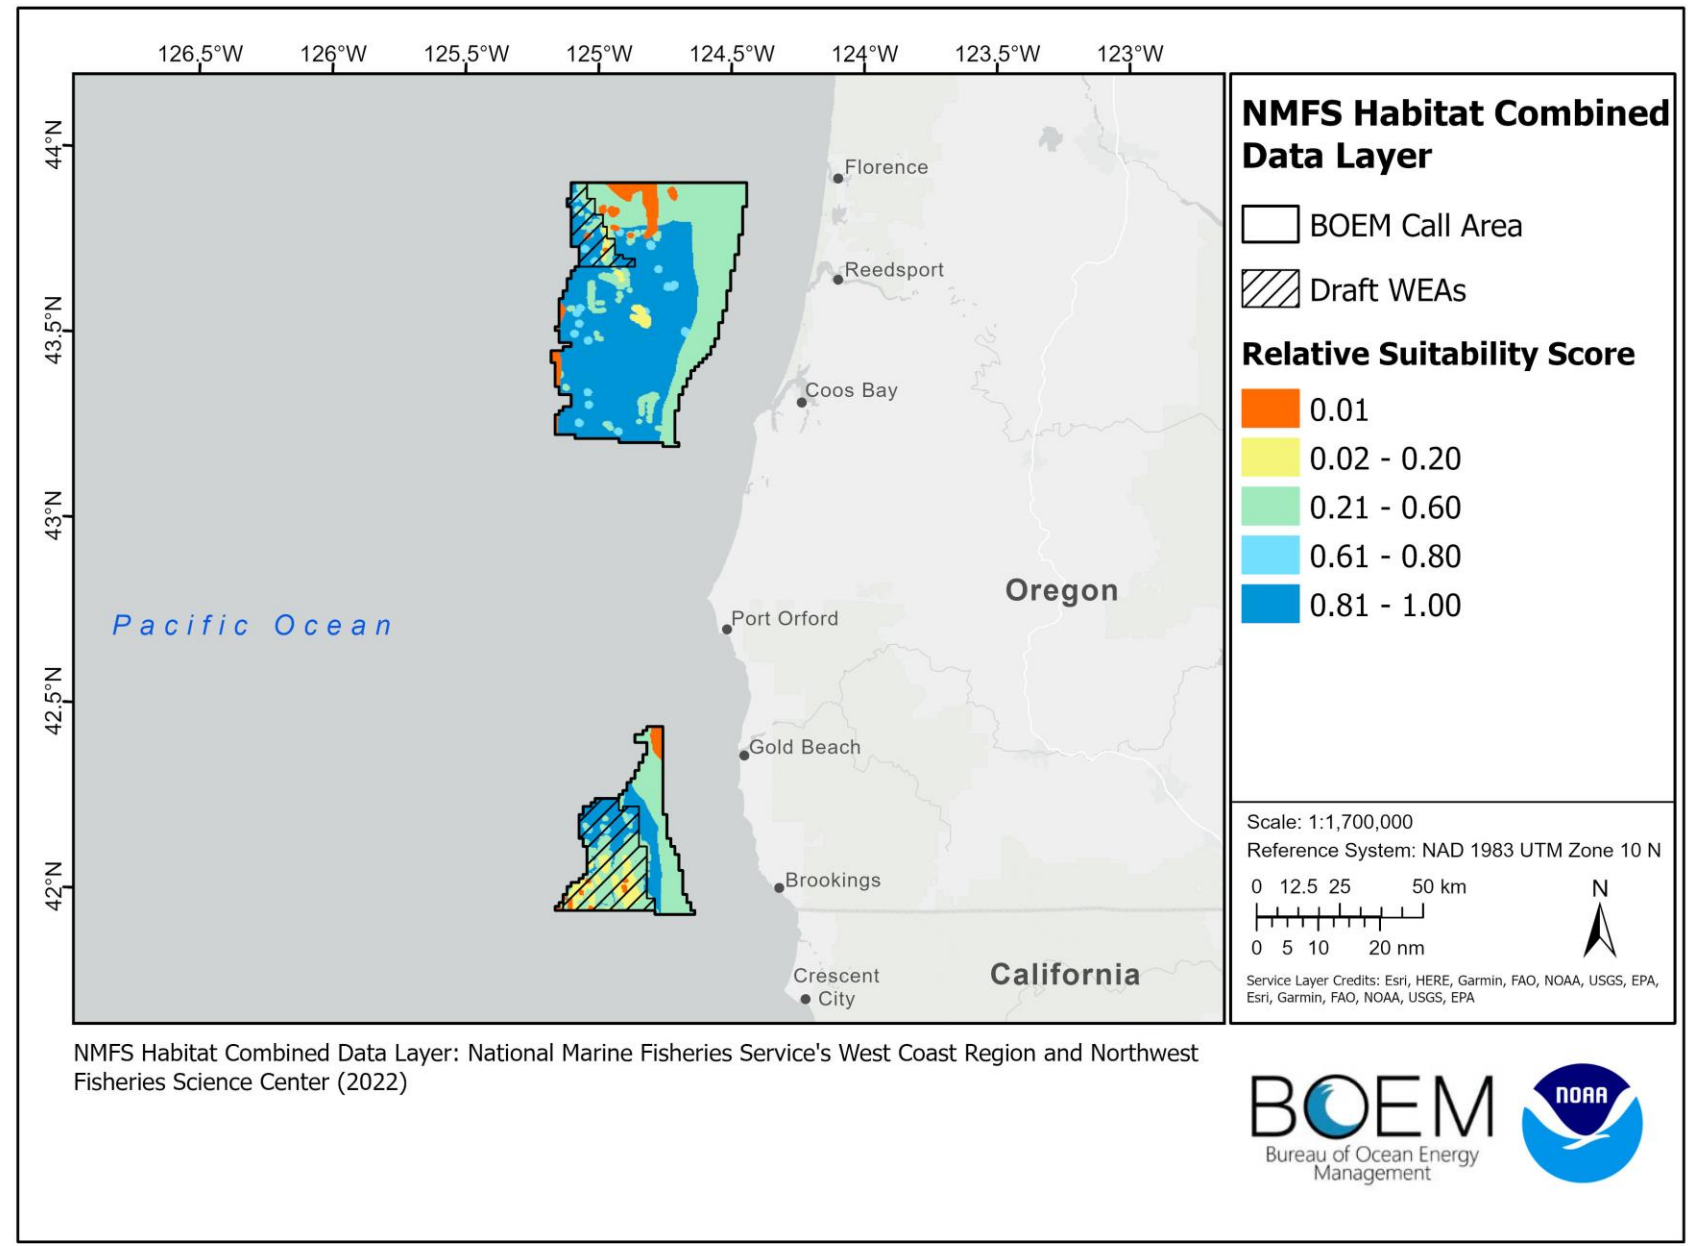 126.5°W 126°W 125.5°W 125°W 124.5°W 124°W 123.5°W 123°W
44°N
43.5°N
43°N
42.5°N
42°N
Florence
Reedsport
Coos Bay
Oregon
Pacific Ocean
Port Orford
Gold Beach
Brookings
California
Crescent
City
NMFS Habitat Combined
Data Layer
BOEM Call Area
Draft WEAs
Relative Suitability Score
0.01
0.02 - 0.20
0.21 - 0.60
0.61 - 0.80
0.81 - 1.00
Scale: 1:1,700,000
Reference System: NAD 1983 UTM Zone 10 N
0 12.5 25 50 km
0 5 10 20 nm
N
Service Layer Credits: Esri, HERE, Garmin, FAO, NOAA, USGS, EPA,
Esri, Garmin, FAO, NOAA, USGS, EPA
NMFS Habitat Combined Data Layer: National Marine Fisheries Service's West Coast Region and Northwest
Fisheries Science Center (2022)
BOEM
Bureau of Ocean Energy
Management
NOAA